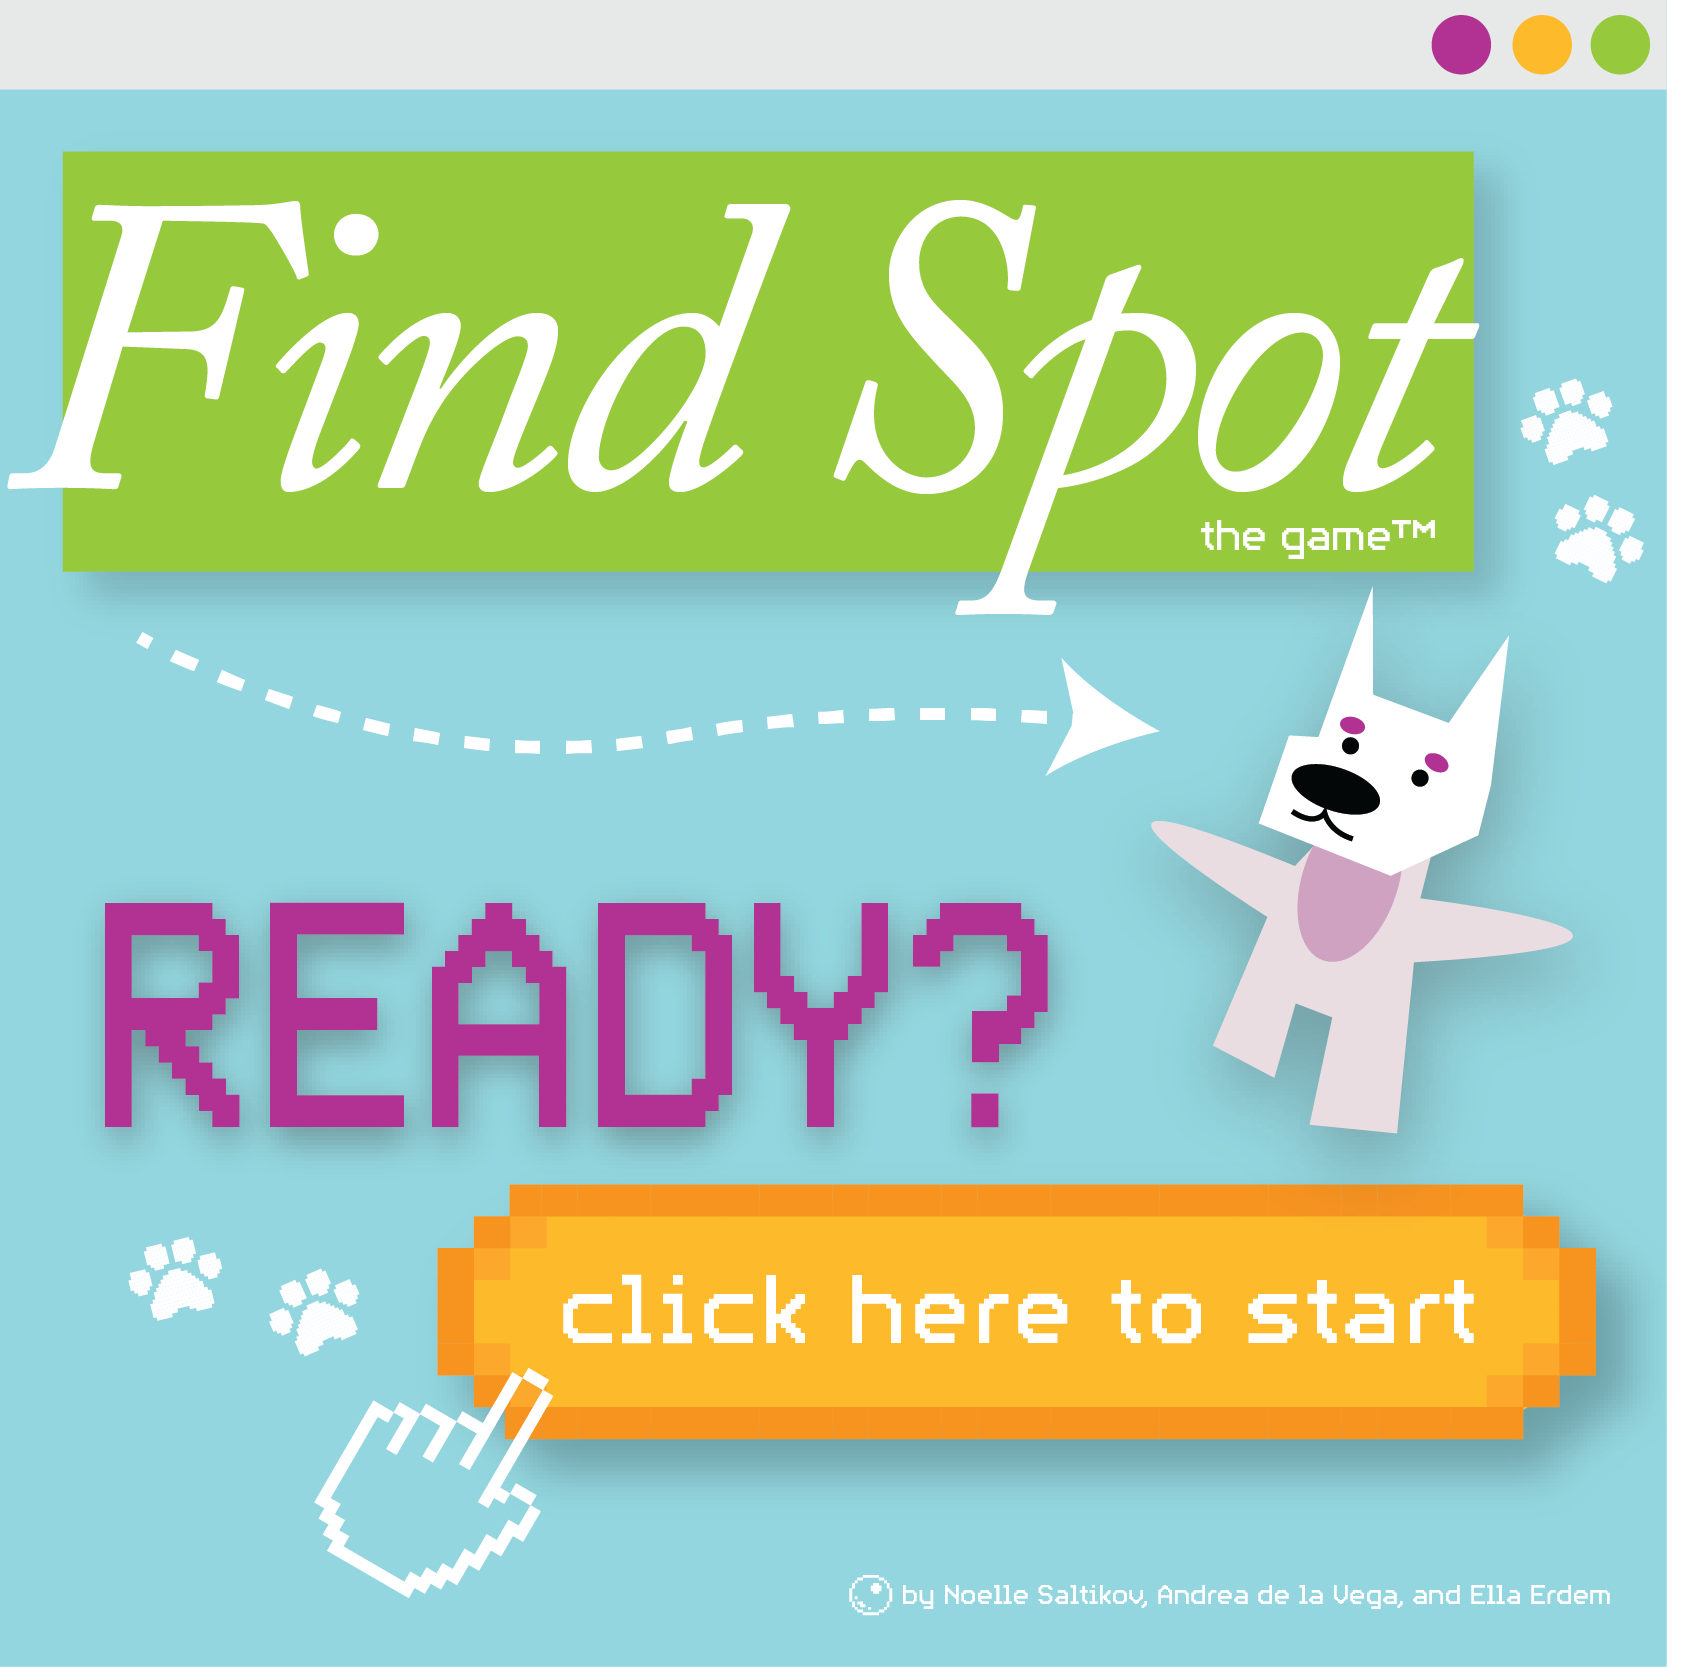 Find Spot
the game™
READY?
click here to start
by Noelle Saltikov, Andrea de la Vega, and Ella Erdem